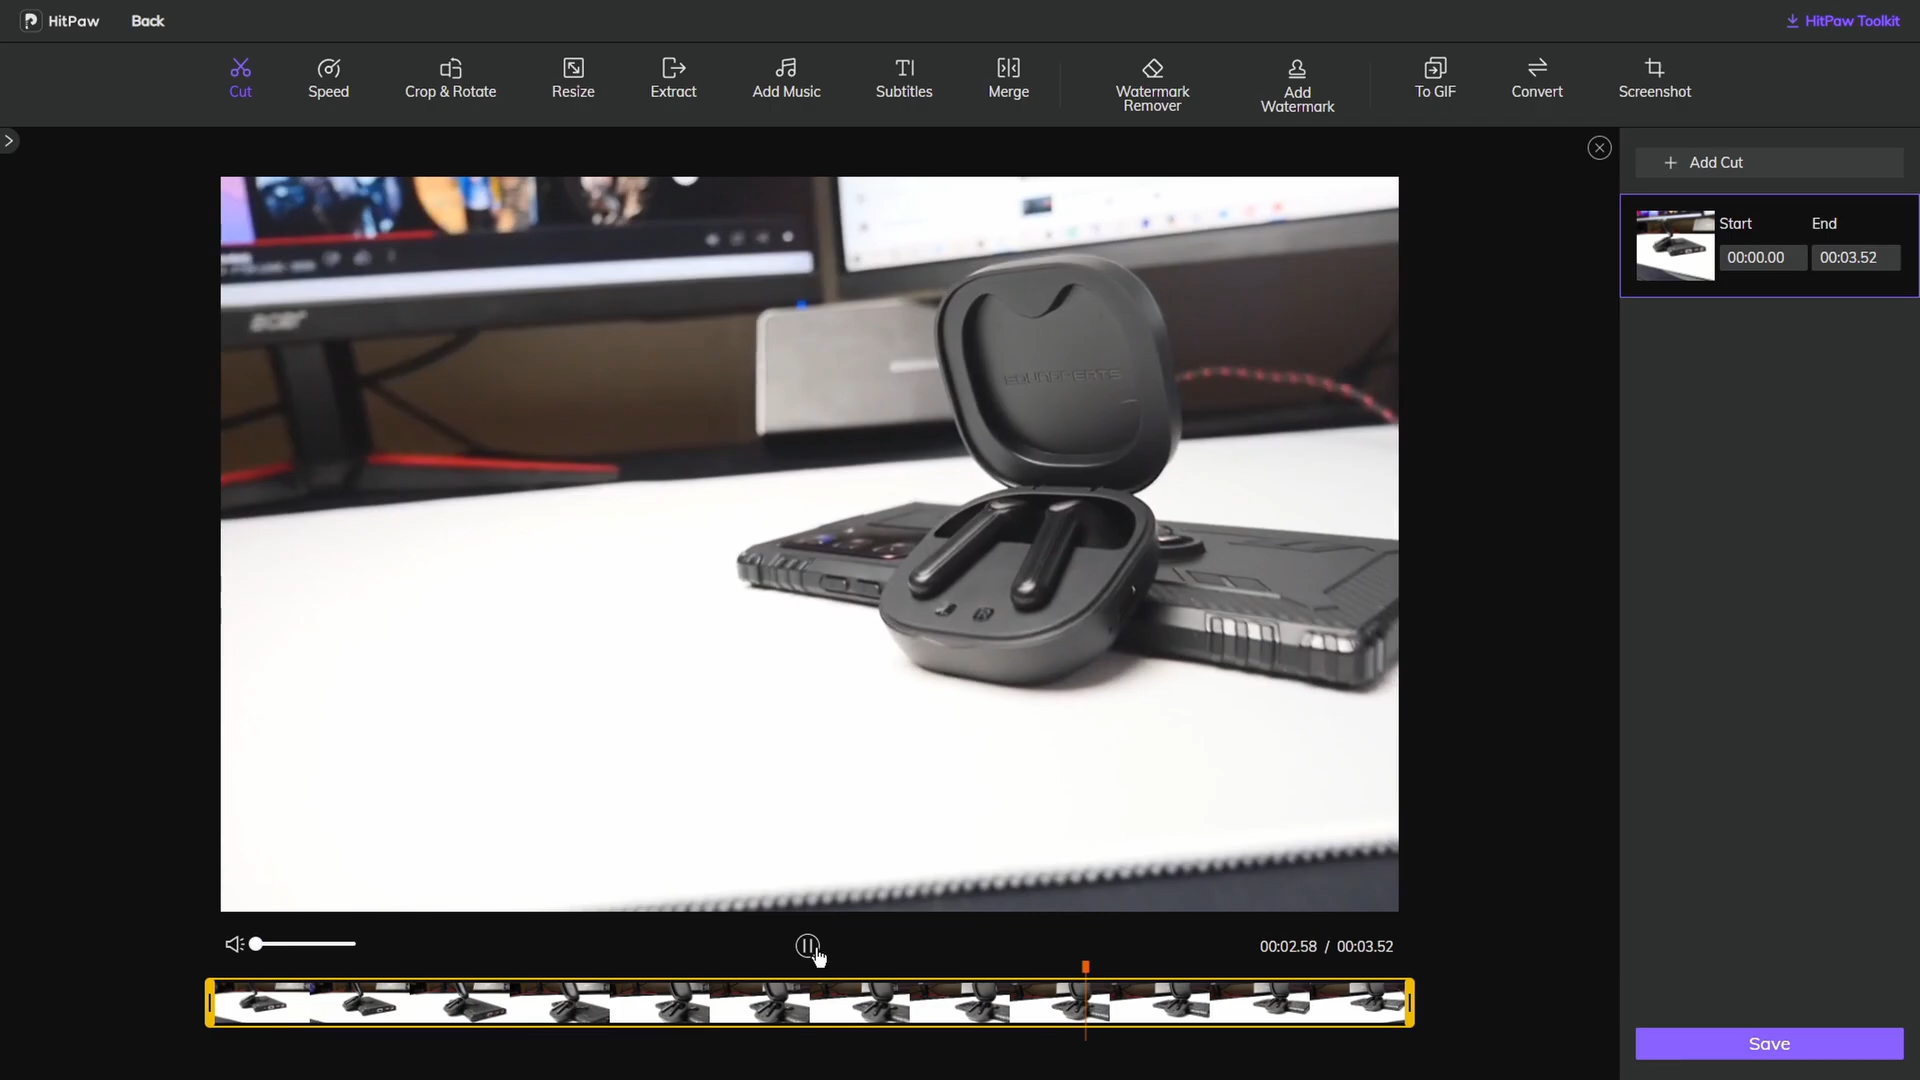 HitPaw Back HitPaw Toolkit
Cut Speed Crop & Rotate Resize Extract Add Music Subtitles Merge Watermark Remover Add Watermark To GIF Convert Screenshot
+ Add Cut
Start End
00:00.00 00:03.52
acer
SOUNDPEATS
L R
00:02.58 / 00:03.52
Save